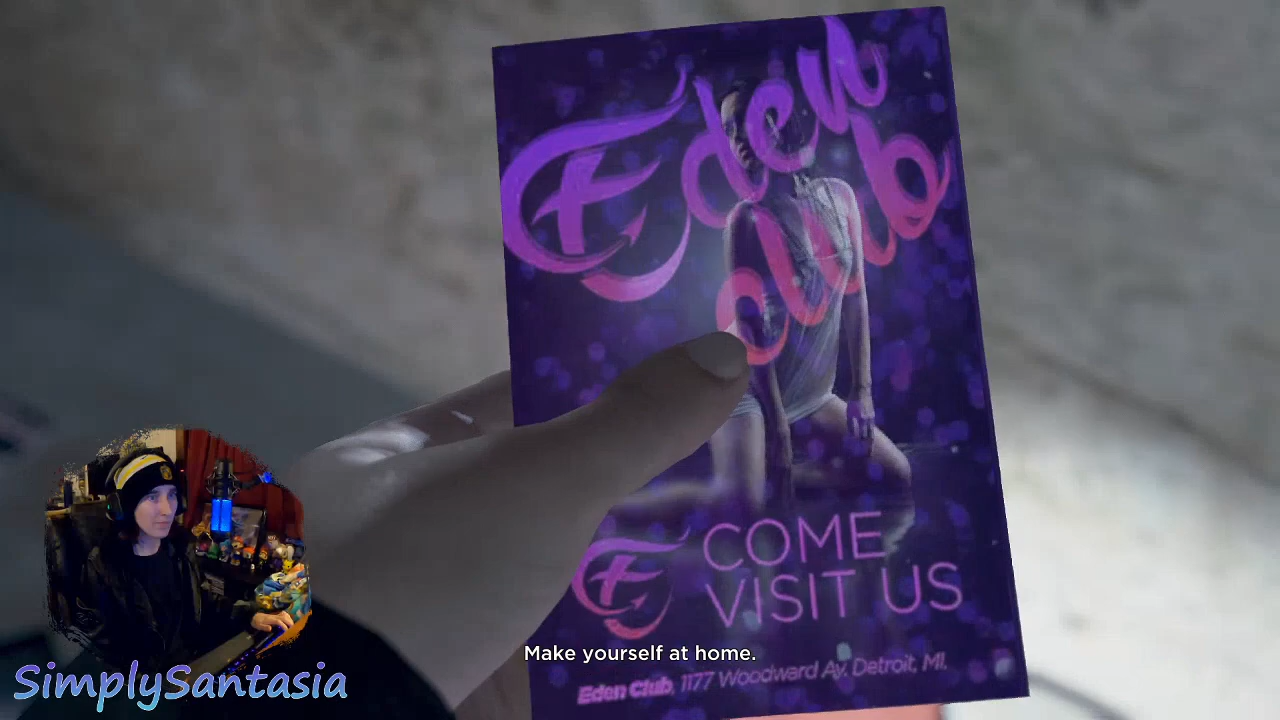 Eden
club
COME
VISIT US
Make yourself at home.
Eden Club, 1177 Woodward Av. Detroit, MI,
SimplySantasia